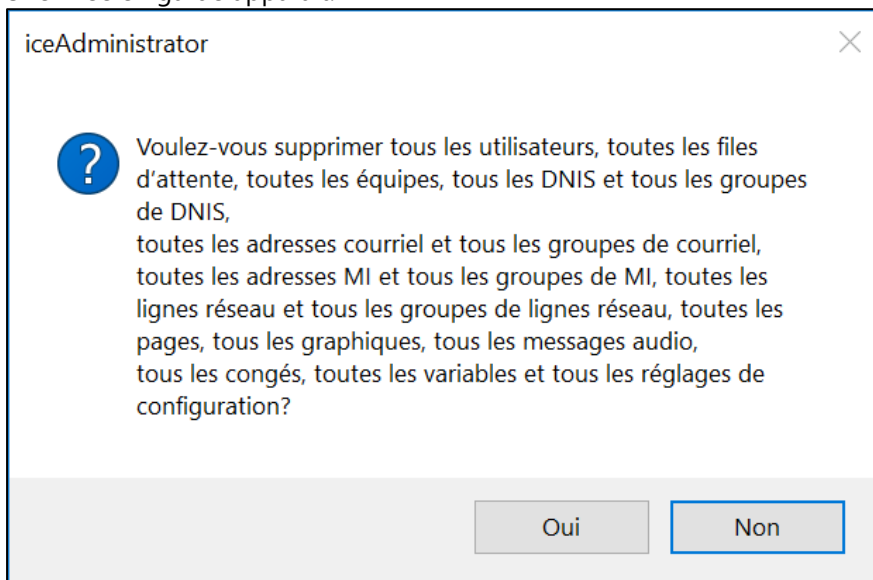 iceAdministrator
Voulez-vous supprimer tous les utilisateurs, toutes les files
d'attente, toutes les équipes, tous les DNIS et tous les groupes
de DNIS,
toutes les adresses courriel et tous les groupes de courriel,
toutes les adresses MI et tous les groupes de MI, toutes les
lignes réseau et tous les groupes de lignes réseau, toutes les
pages, tous les graphiques, tous les messages audio,
tous les congés, toutes les variables et tous les réglages de
configuration?
Oui
Non